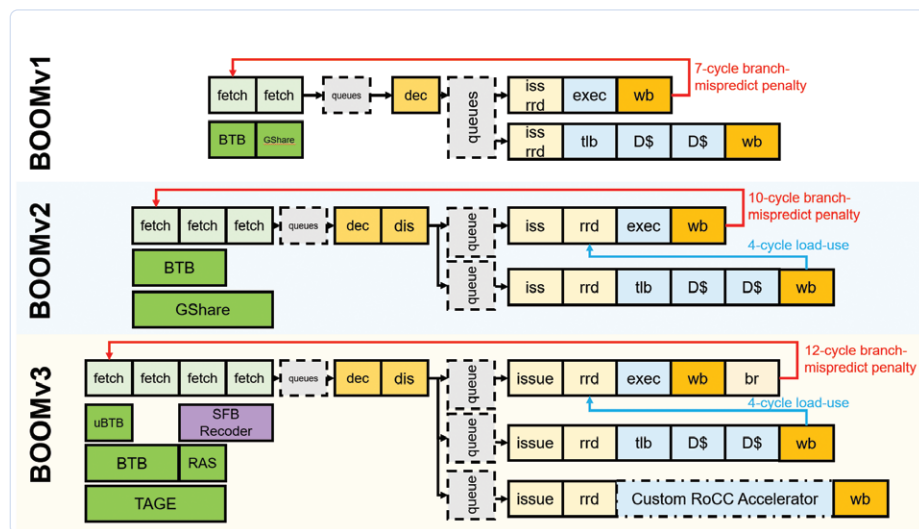 BOOMv1
7-cycle branch-
mispredict penalty
fetch fetch queues dec queues iss rrd exec wb
BTB GShare
iss rrd tlb D$ D$ wb
BOOMv2
10-cycle branch-
mispredict penalty
fetch fetch fetch queues dec dis queue iss rrd exec wb
4-cycle load-use
BTB
queue iss rrd tlb D$ D$ wb
GShare
BOOMv3
12-cycle branch-
mispredict penalty
fetch fetch fetch fetch queues dec dis queue issue rrd exec wb br
4-cycle load-use
uBTB SFB Recoder
BTB RAS
queue issue rrd tlb D$ D$ wb
TAGE
queue issue rrd Custom RoCC Accelerator wb